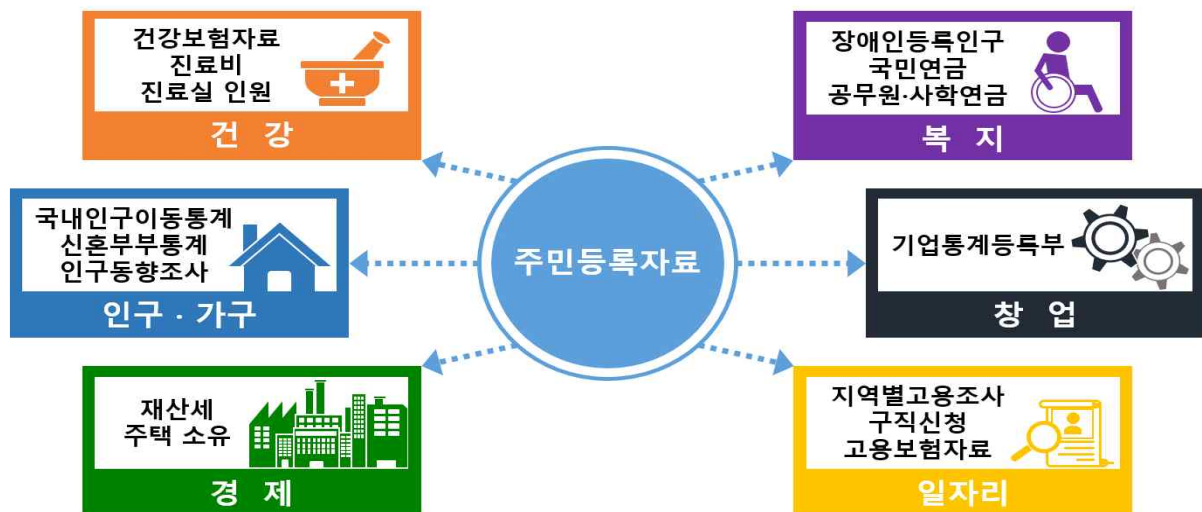 건강보험자료
진료비
진료실 인원
건 강
장애인등록인구
국민연금
공무원·사학연금
복 지
국내인구이동통계
신혼부부통계
인구동향조사
인구 · 가구
주민등록자료
기업통계등록부
창 업
재산세
주택 소유
경 제
지역별고용조사
구직신청
고용보험자료
일자리